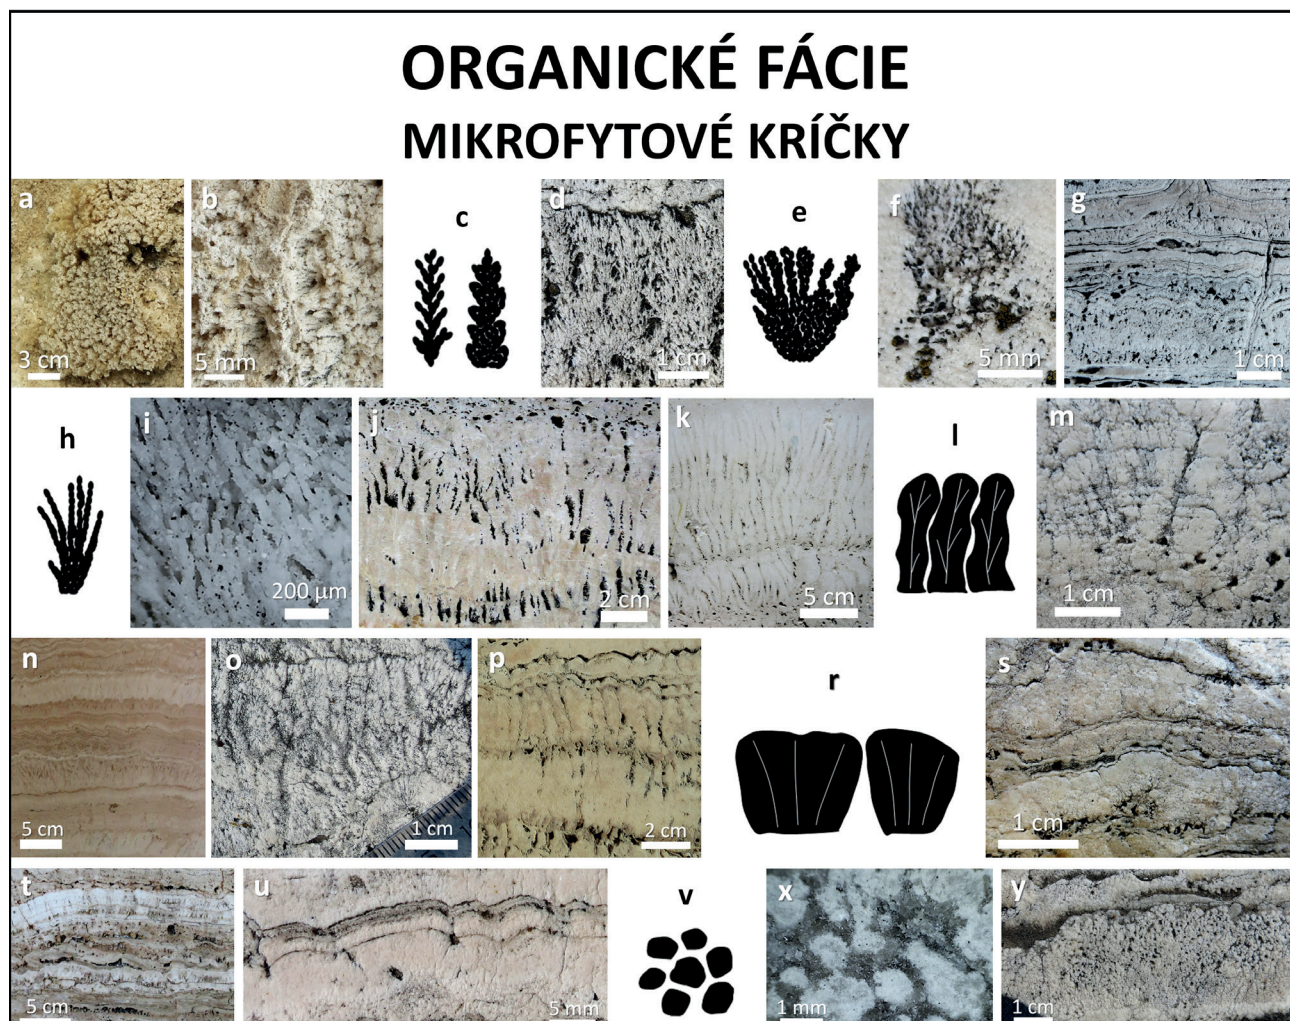 ORGANICKÉ FÁCIE
MIKROFYTOVÉ KRÍČKY
a
3 cm
b
5 mm
c
d
1 cm
e
f
5 mm
g
1 cm
h
i
200 µm
j
2 cm
k
5 cm
l
m
1 cm
n
5 cm
o
1 cm
p
2 cm
r
s
1 cm
t
5 cm
u
5 mm
v
x
1 mm
y
1 cm